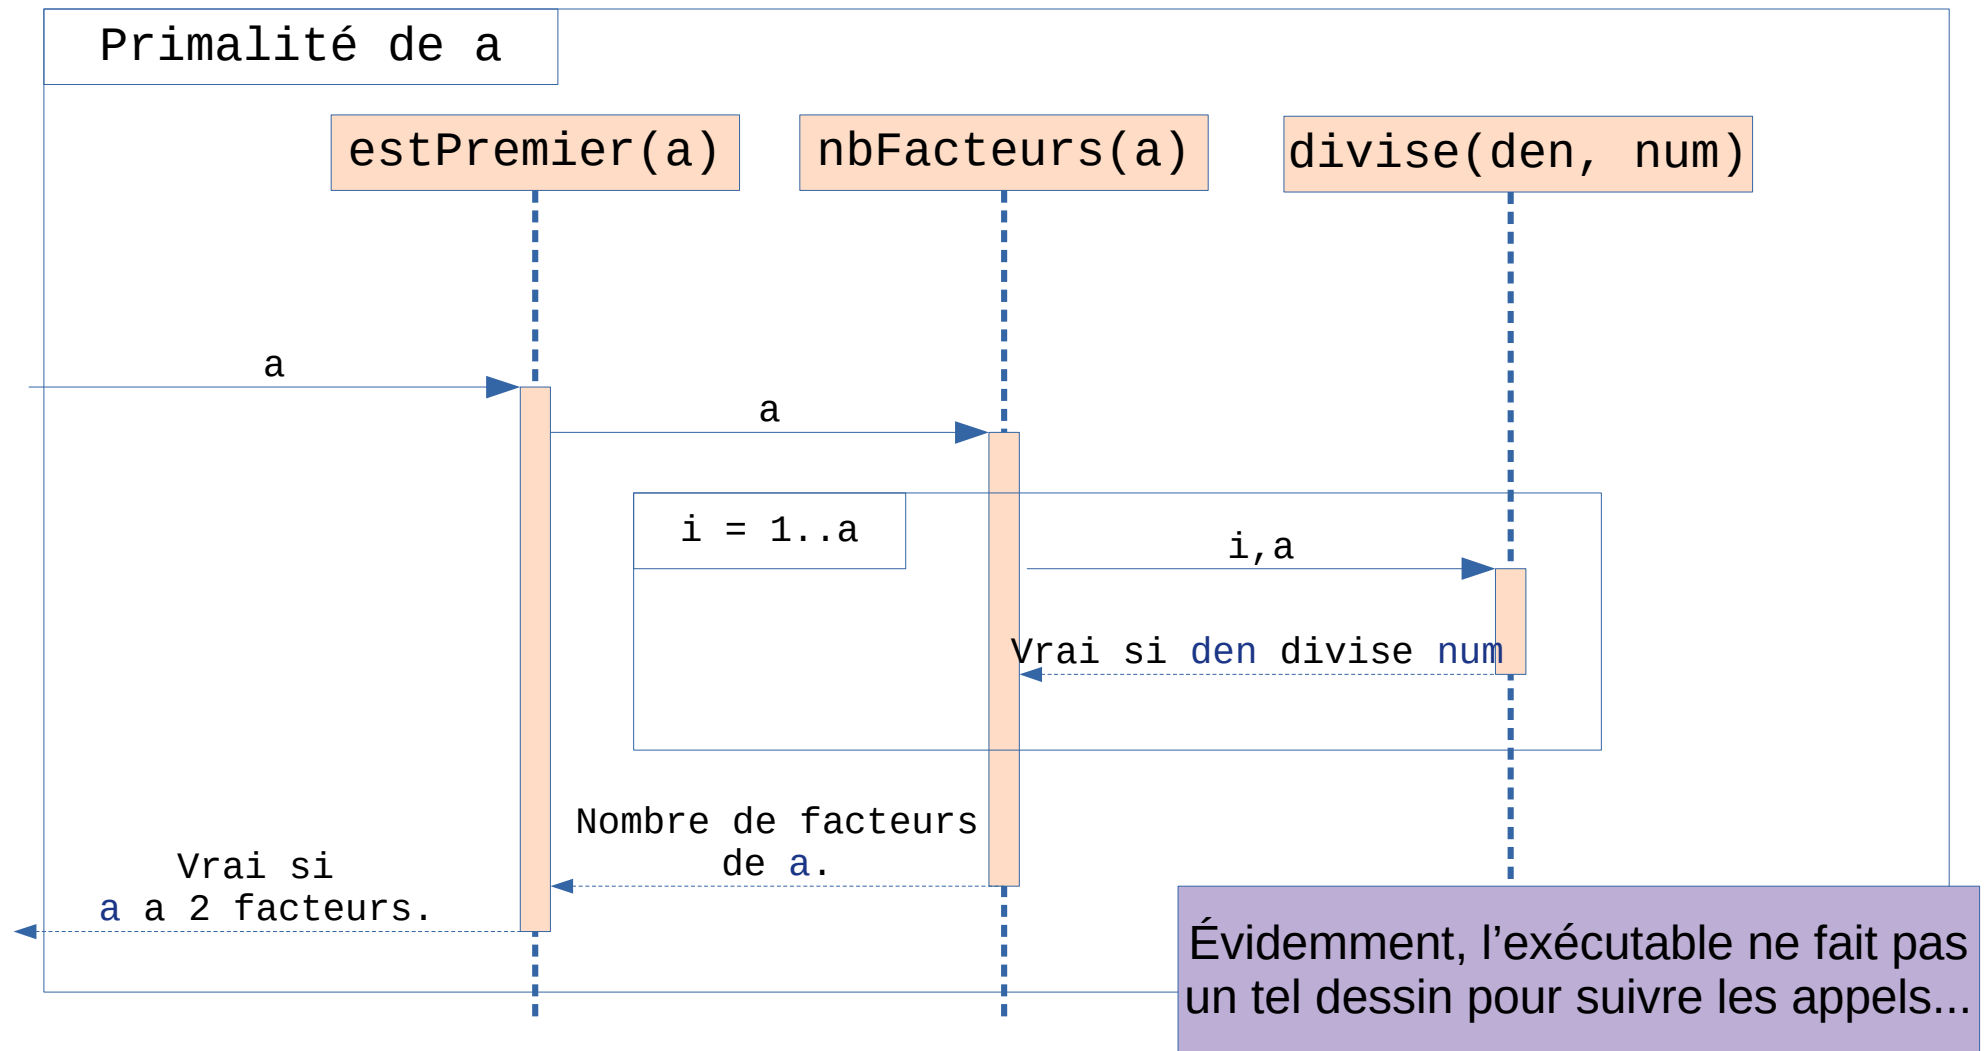 Primalité de a
estPremier(a)
nbFacteurs(a)
divise(den, num)
a
a
i = 1..a
i,a
Vrai si den divise num
Nombre de facteurs
de a.
Vrai si
a a 2 facteurs.
Évidemment, l’exécutable ne fait pas
un tel dessin pour suivre les appels...